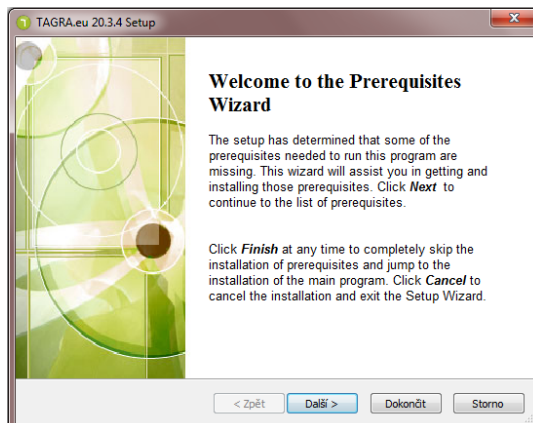 TAGRA.eu 20.3.4 Setup
Welcome to the Prerequisites
Wizard
The setup has determined that some of the
prerequisites needed to run this program are
missing. This wizard will assist you in getting and
installing those prerequisites. Click Next to
continue to the list of prerequisites.
Click Finish at any time to completely skip the
installation of prerequisites and jump to the
installation of the main program. Click Cancel to
cancel the installation and exit the Setup Wizard.
< Zpět Další > Dokončit Storno